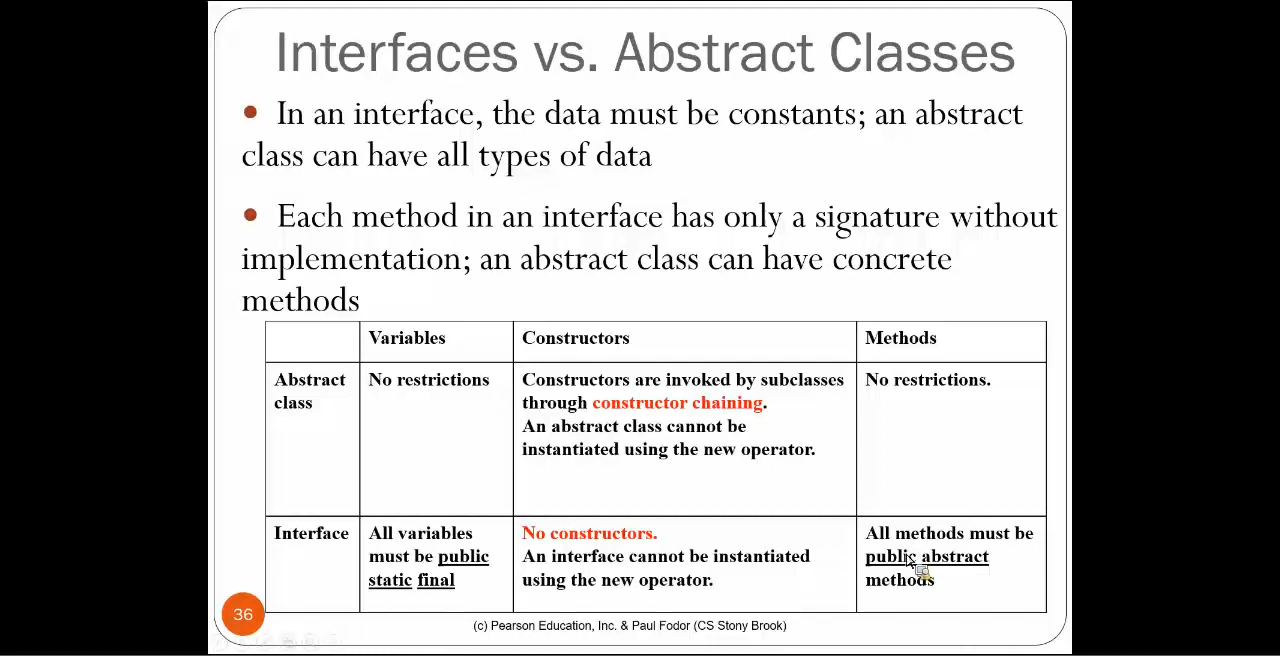 Interfaces vs. Abstract Classes
• In an interface, the data must be constants; an abstract
class can have all types of data
• Each method in an interface has only a signature without
implementation; an abstract class can have concrete
methods
Variables
Constructors
Methods
Abstract
class
No restrictions
Constructors are invoked by subclasses
through constructor chaining.
An abstract class cannot be
instantiated using the new operator.
No restrictions.
Interface
All variables
must be public
static final
No constructors.
An interface cannot be instantiated
using the new operator.
All methods must be
public abstract
methods
36
(c) Pearson Education, Inc. & Paul Fodor (CS Stony Brook)